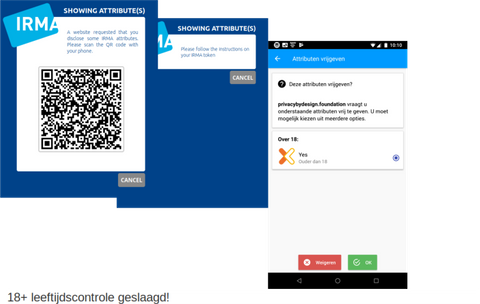 IRMA
SHOWING ATTRIBUTE(S)
A website requested that you
disclose some IRMA attributes.
Please scan the QR code with
your phone.
CANCEL
IRMA
SHOWING ATTRIBUTE(S)
Please follow the instructions on
your IRMA token
CANCEL
10:10
Attributen vrijgeven
Deze attributen vrijgeven?
privacybydesign.foundation vraagt u
onderstaande attributen vrij te geven. U moet
mogelijk kiezen uit meerdere opties.
Over 18:
Yes
Ouder dan 18
Weigeren
OK
18+ leeftijdscontrole geslaagd!